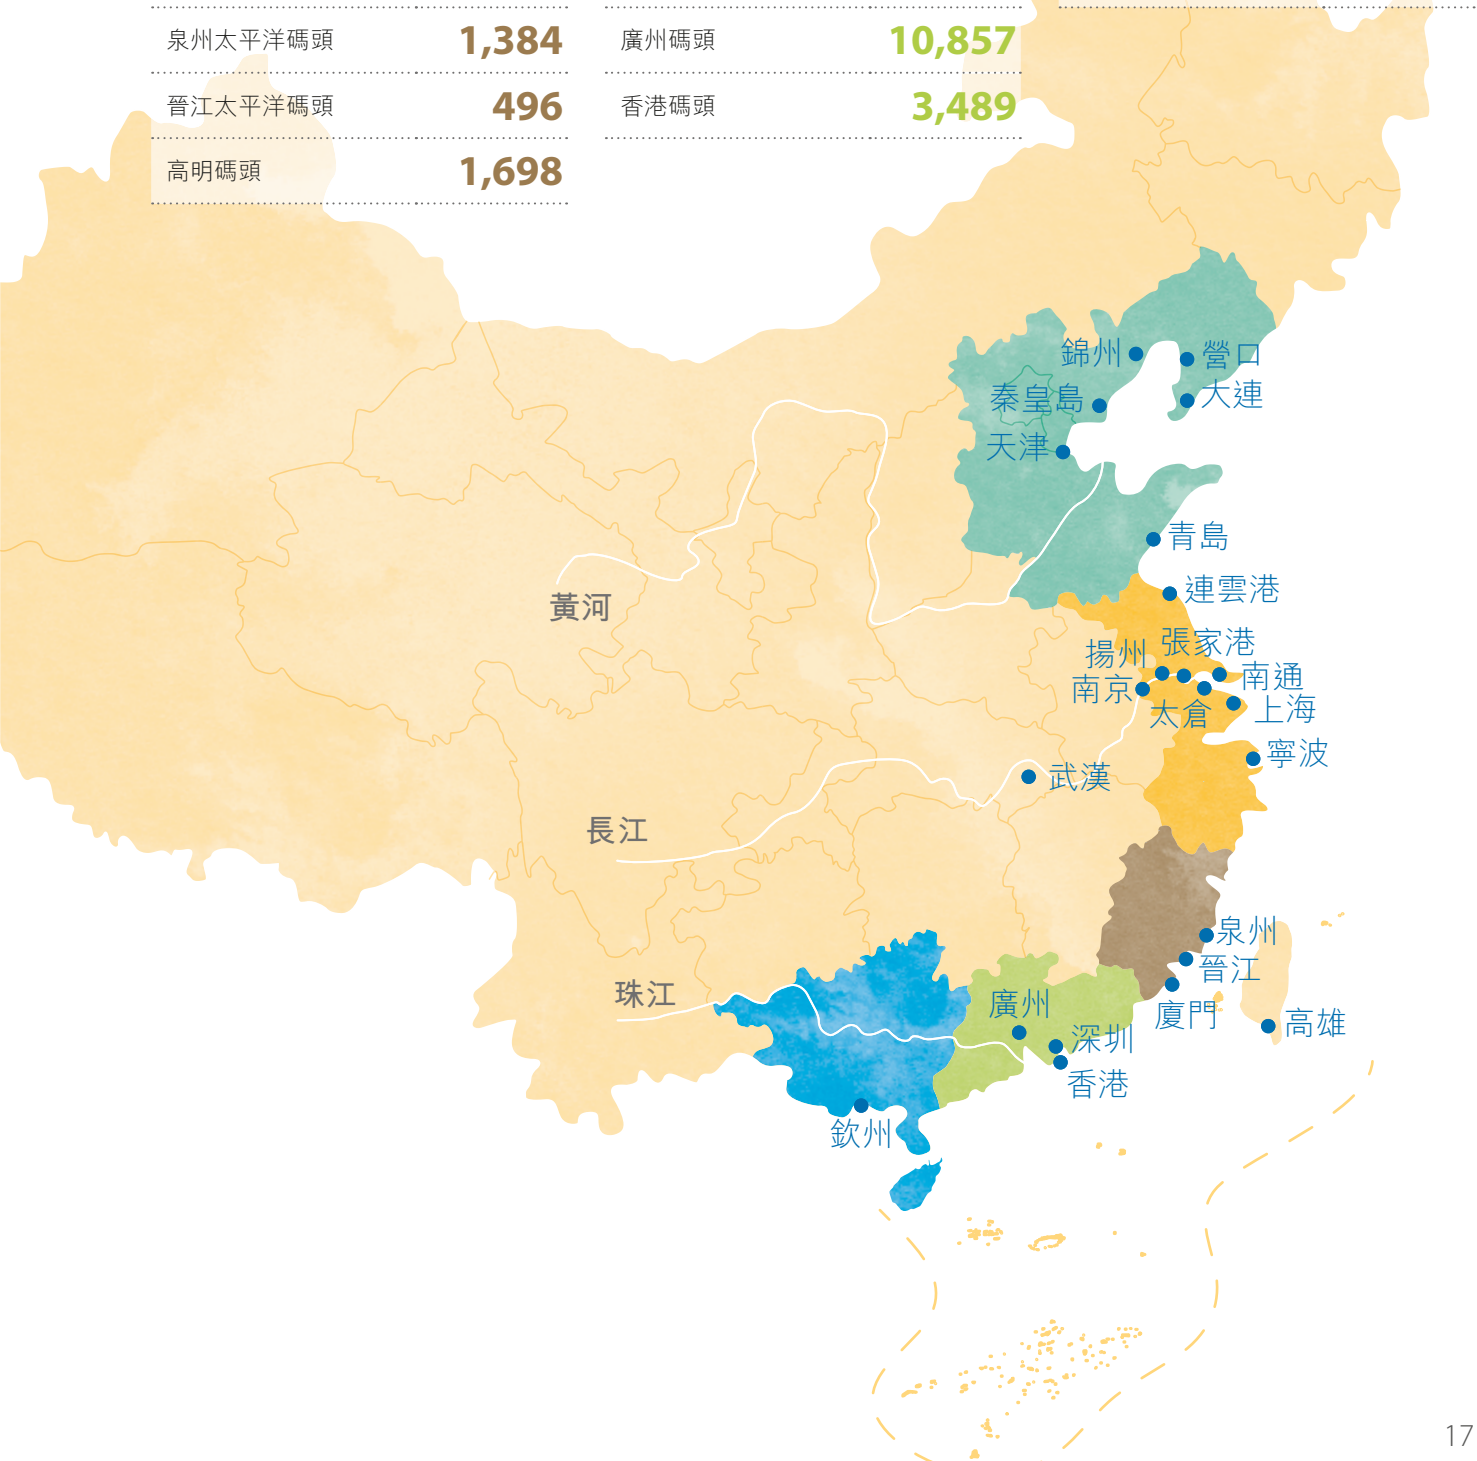 泉州太平洋碼頭 1,384
晉江太平洋碼頭 496
高明碼頭 1,698
廣州碼頭 10,857
香港碼頭 3,489
錦州
營口
秦皇島
大連
天津
青島
連雲港
黃河
張家港
揚州
南通
南京
太倉
上海
寧波
武漢
長江
泉州
晉江
珠江
廣州
廈門
高雄
深圳
香港
欽州
17